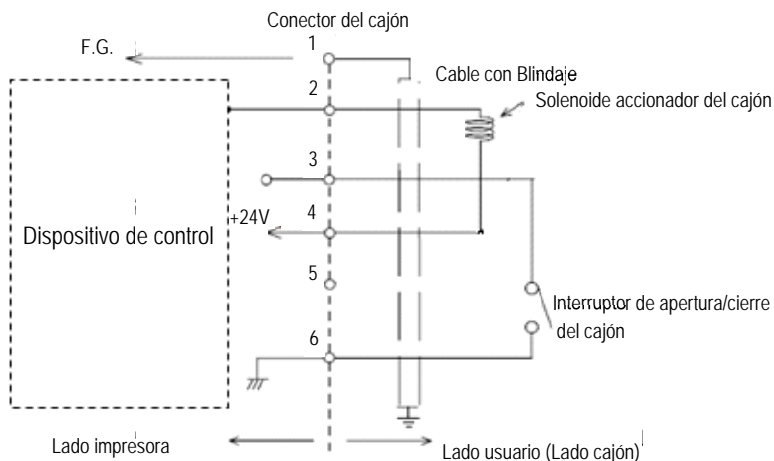 Conector del cajón
F.G.
1
Cable con Blindaje
2
Solenoide accionador del cajón
3
+24V
4
Dispositivo de control
5
Interruptor de apertura/cierre
del cajón
6
Lado impresora
Lado usuario (Lado cajón)